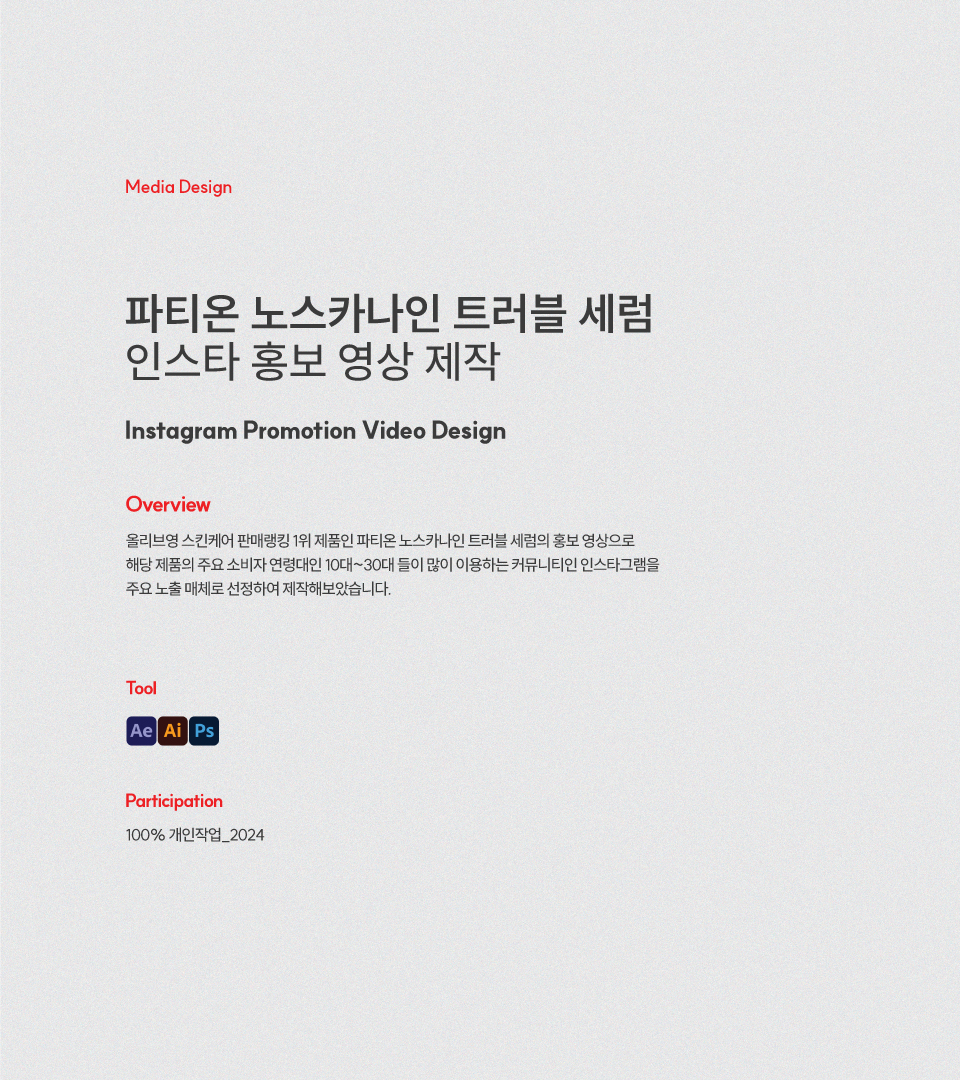 Media Design
파티온 노스카나인 트러블 세럼
인스타 홍보 영상 제작
Instagram Promotion Video Design
Overview
올리브영 스킨케어 판매랭킹 1위 제품인 파티온 노스카나인 트러블 세럼의 홍보 영상으로
해당 제품의 주요 소비자 연령대인 10대~30대 들이 많이 이용하는 커뮤니티인 인스타그램을
주요 노출 매체로 선정하여 제작해보았습니다.
Tool
Ae Ai Ps
Participation
100% 개인작업_2024